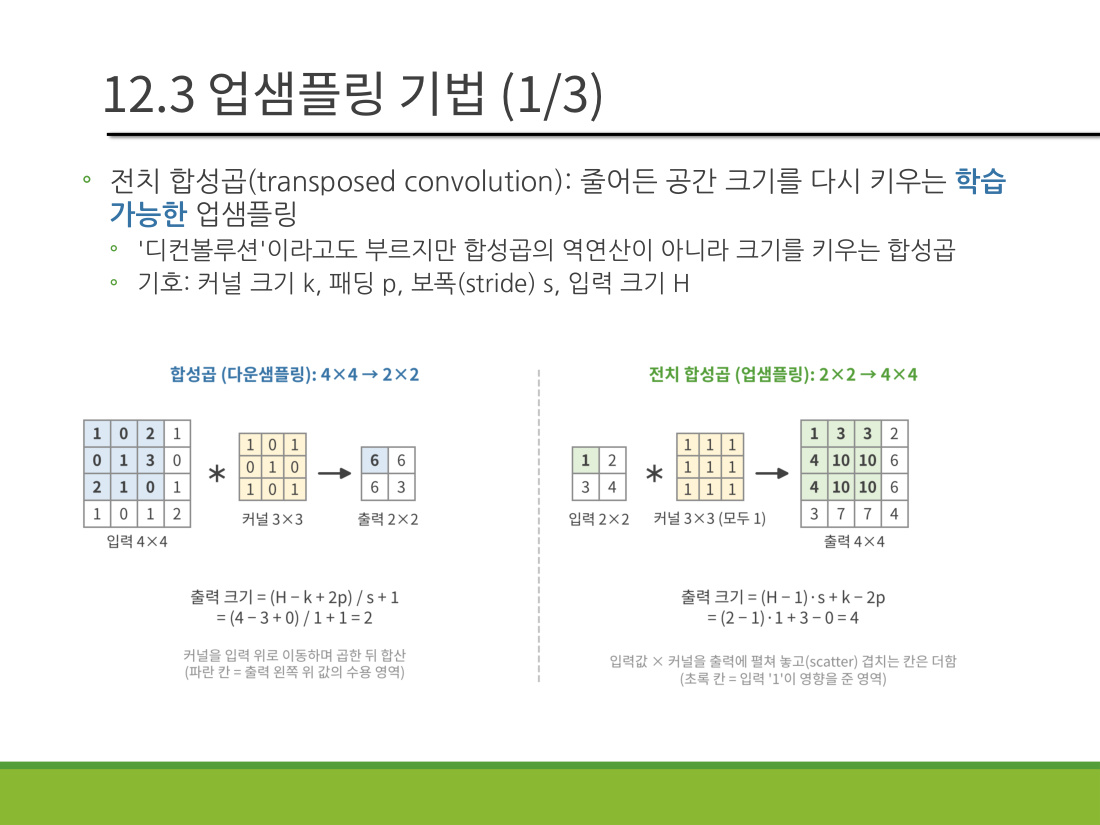 12.3 업샘플링 기법 (1/3)
전치 합성곱(transposed convolution): 줄어든 공간 크기를 다시 키우는 학습
가능한 업샘플링
'디컨볼루션'이라고도 부르지만 합성곱의 역연산이 아니라 크기를 키우는 합성곱
기호: 커널 크기 k, 패딩 p, 보폭(stride) s, 입력 크기 H
합성곱 (다운샘플링): 4×4 → 2×2
1 0 2 1
0 1 3 0
2 1 0 1
1 0 1 2
입력 4×4
*
1 0 1
0 1 0
1 0 1
커널 3×3
→
6 6
6 3
출력 2×2
출력 크기 = (H − k + 2p) / s + 1
= (4 − 3 + 0) / 1 + 1 = 2
커널을 입력 위로 이동하며 곱한 뒤 합산
(파란 칸 = 출력 왼쪽 위 값의 수용 영역)
전치 합성곱 (업샘플링): 2×2 → 4×4
1 2
3 4
입력 2×2
*
1 1 1
1 1 1
1 1 1
커널 3×3 (모두 1)
→
1 3 3 2
4 10 10 6
4 10 10 6
3 7 7 4
출력 4×4
출력 크기 = (H − 1)·s + k − 2p
= (2 − 1)·1 + 3 − 0 = 4
입력값 × 커널을 출력에 펼쳐 놓고(scatter) 겹치는 칸은 더함
(초록 칸 = 입력 '1'이 영향을 준 영역)